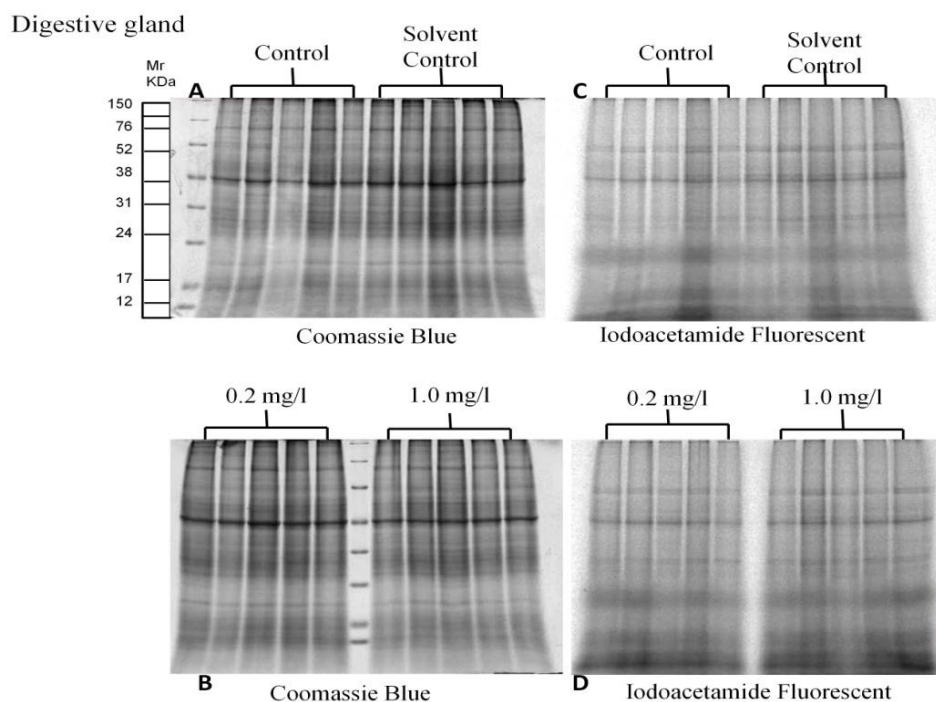 Digestive gland
Mr
KDa
150
76
52
38
31
24
17
12
A
Control
Solvent
Control
Coomassie Blue
C
Control
Solvent
Control
Iodoacetamide Fluorescent
0.2 mg/l
1.0 mg/l
B
Coomassie Blue
0.2 mg/l
1.0 mg/l
D
Iodoacetamide Fluorescent